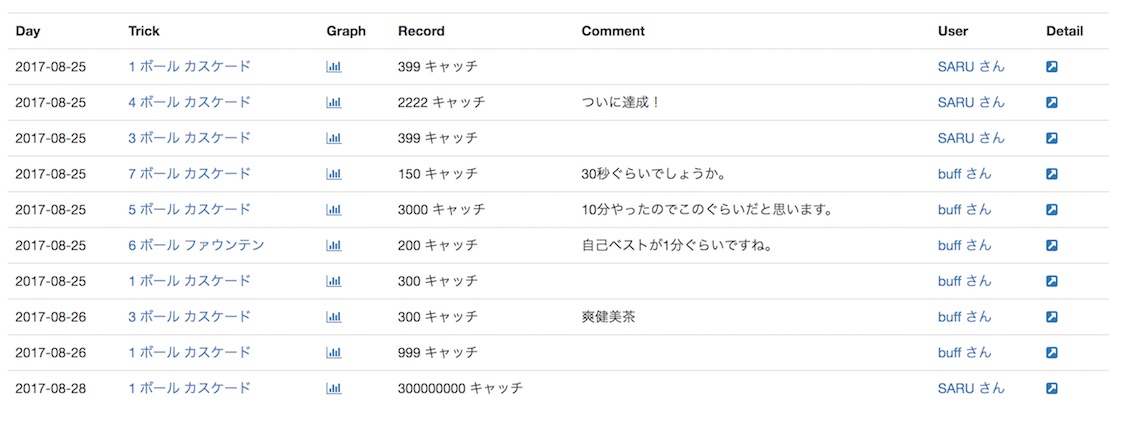 Day Trick Graph Record Comment User Detail
2017-08-25 1 ボール カスケード 399 キャッチ SARU さん
2017-08-25 4 ボール カスケード 2222 キャッチ ついに達成！ SARU さん
2017-08-25 3 ボール カスケード 399 キャッチ SARU さん
2017-08-25 7 ボール カスケード 150 キャッチ 30秒ぐらいでしょうか。 buff さん
2017-08-25 5 ボール カスケード 3000 キャッチ 10分やったのでこのぐらいだと思います。 buff さん
2017-08-25 6 ボール ファウンテン 200 キャッチ 自己ベストが1分ぐらいですね。 buff さん
2017-08-25 1 ボール カスケード 300 キャッチ buff さん
2017-08-26 3 ボール カスケード 300 キャッチ 爽健美茶 buff さん
2017-08-26 1 ボール カスケード 999 キャッチ buff さん
2017-08-28 1 ボール カスケード 300000000 キャッチ SARU さん